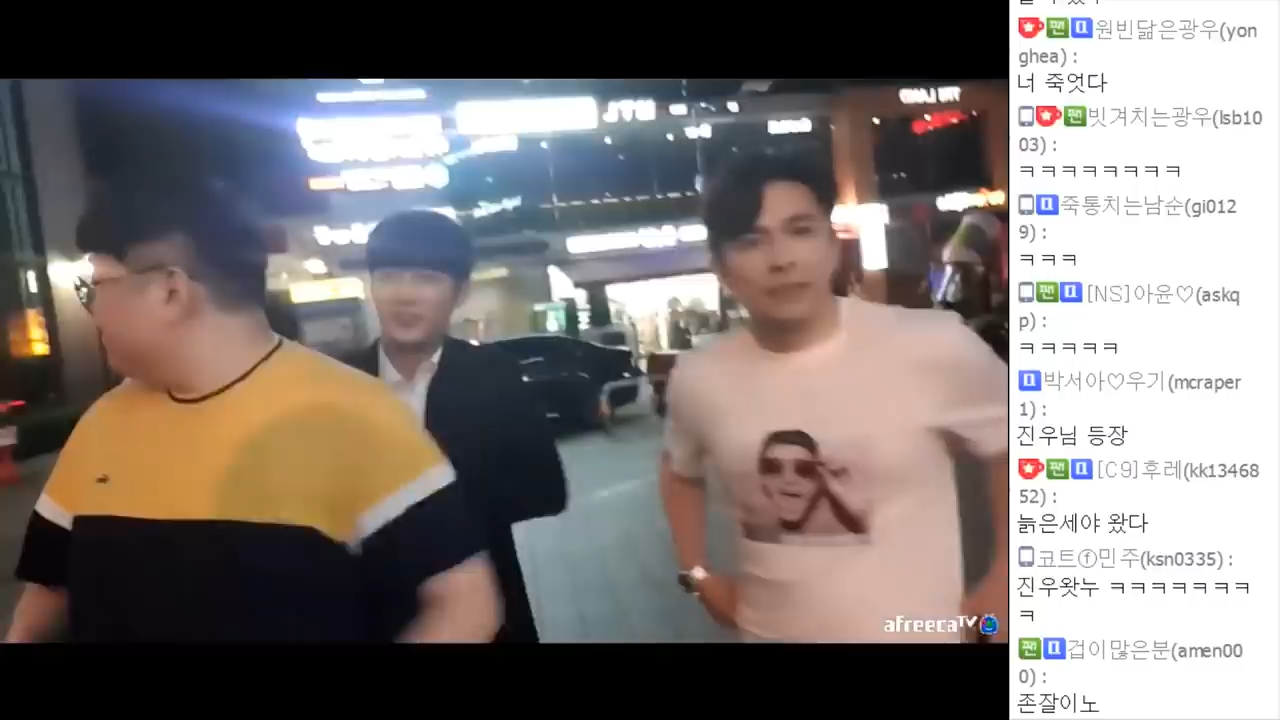 원빈닮은광우(yon
ghea) :
너 죽엇다
빗겨치는광우(lsb10
03) :
ㅋㅋㅋㅋㅋㅋㅋㅋ
죽통치는남순(gi012
9) :
ㅋㅋㅋ
[NS]아윤♡(askq
p) :
ㅋㅋㅋㅋㅋ
박서아♡우기(mcraper
1) :
진우님 등장
[C9]후레(kk13468
52) :
늙은세야 왔다
코트ⓕ민주(ksn0335) :
진우왓누 ㅋㅋㅋㅋㅋㅋㅋ
ㅋ
겁이많은분(amen00
0) :
존잘이노
afreecaTV